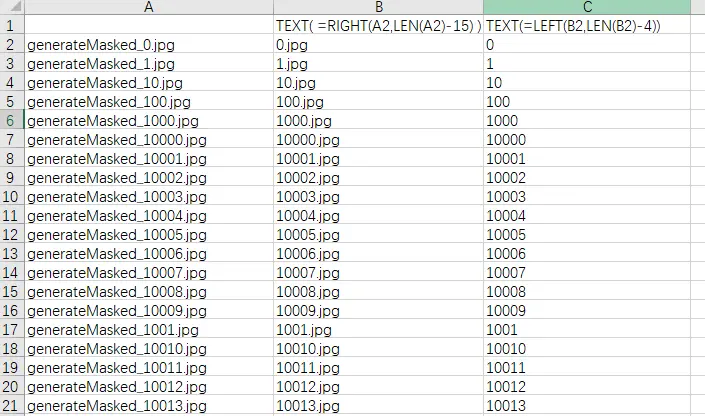 A B C
1 TEXT( =RIGHT(A2,LEN(A2)-15) ) TEXT(=LEFT(B2,LEN(B2)-4))
2 generateMasked_0.jpg 0.jpg 0
3 generateMasked_1.jpg 1.jpg 1
4 generateMasked_10.jpg 10.jpg 10
5 generateMasked_100.jpg 100.jpg 100
6 generateMasked_1000.jpg 1000.jpg 1000
7 generateMasked_10000.jpg 10000.jpg 10000
8 generateMasked_10001.jpg 10001.jpg 10001
9 generateMasked_10002.jpg 10002.jpg 10002
10 generateMasked_10003.jpg 10003.jpg 10003
11 generateMasked_10004.jpg 10004.jpg 10004
12 generateMasked_10005.jpg 10005.jpg 10005
13 generateMasked_10006.jpg 10006.jpg 10006
14 generateMasked_10007.jpg 10007.jpg 10007
15 generateMasked_10008.jpg 10008.jpg 10008
16 generateMasked_10009.jpg 10009.jpg 10009
17 generateMasked_1001.jpg 1001.jpg 1001
18 generateMasked_10010.jpg 10010.jpg 10010
19 generateMasked_10011.jpg 10011.jpg 10011
20 generateMasked_10012.jpg 10012.jpg 10012
21 generateMasked_10013.jpg 10013.jpg 10013